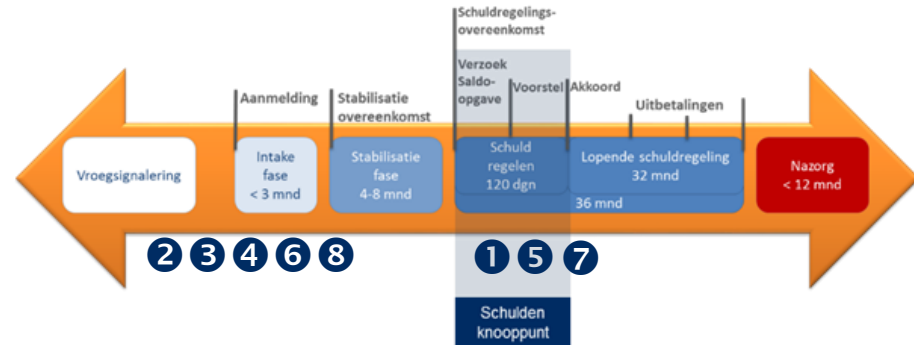 Schuldregelings-
overeenkomst
Aanmelding
Stabilisatie
overeenkomst
Verzoek
Saldo-
opgave
Voorstel
Akkoord
Uitbetalingen
Vroegsignalering
Intake
fase
< 3 mnd
Stabilisatie
fase
4-8 mnd
Schuld
regelen
120 dgn
Lopende schuldregeling
32 mnd
36 mnd
Nazorg
< 12 mnd
2 3 4 6 8
1 5 7
Schulden
knooppunt